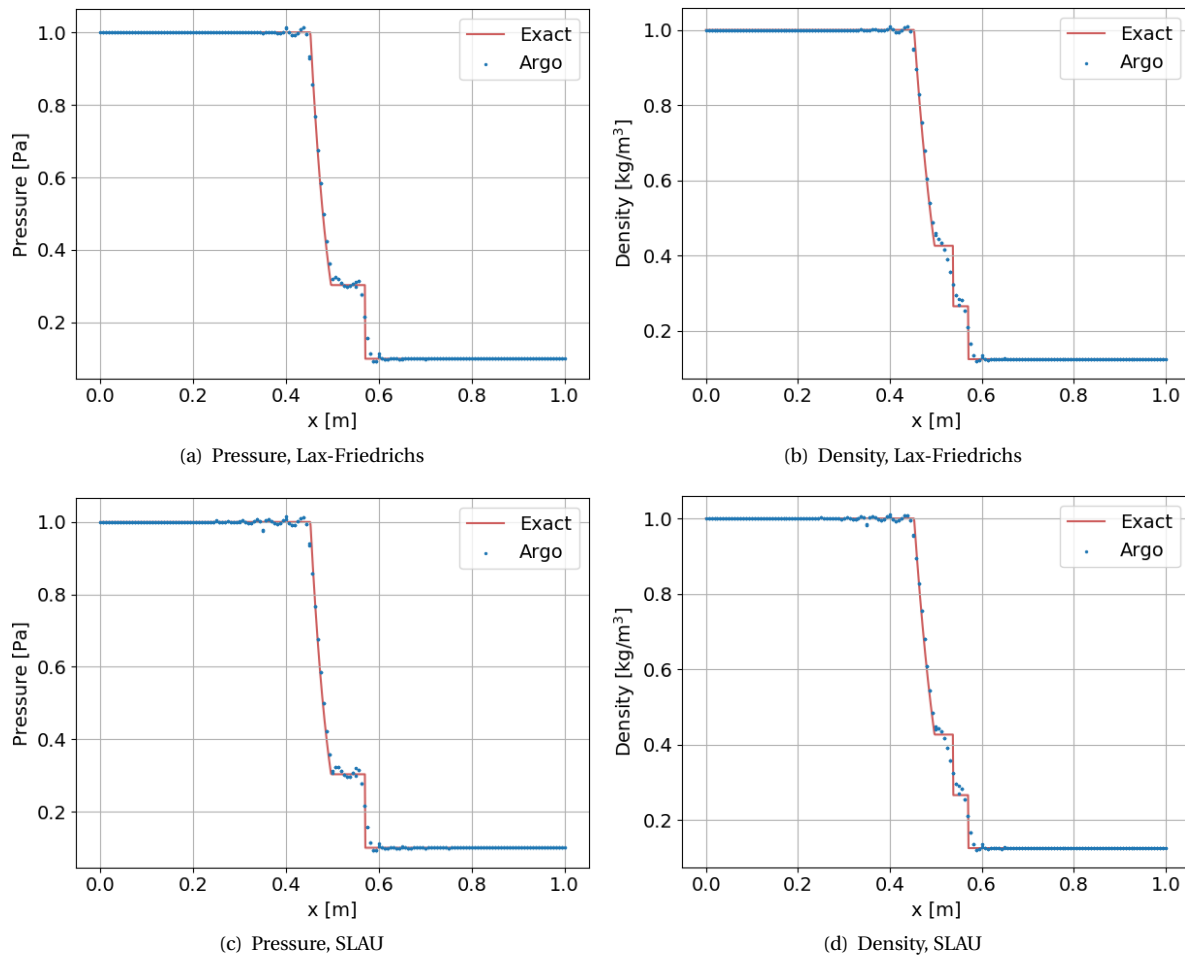 1.0
0.8
0.6
0.4
0.2
Pressure [Pa]
Exact
Argo
0.0 0.2 0.4 0.6 0.8 1.0
x [m]
(a) Pressure, Lax-Friedrichs
1.0
0.8
0.6
0.4
0.2
Density [kg/m³]
Exact
Argo
0.0 0.2 0.4 0.6 0.8 1.0
x [m]
(b) Density, Lax-Friedrichs
1.0
0.8
0.6
0.4
0.2
Pressure [Pa]
Exact
Argo
0.0 0.2 0.4 0.6 0.8 1.0
x [m]
(c) Pressure, SLAU
1.0
0.8
0.6
0.4
0.2
Density [kg/m³]
Exact
Argo
0.0 0.2 0.4 0.6 0.8 1.0
x [m]
(d) Density, SLAU